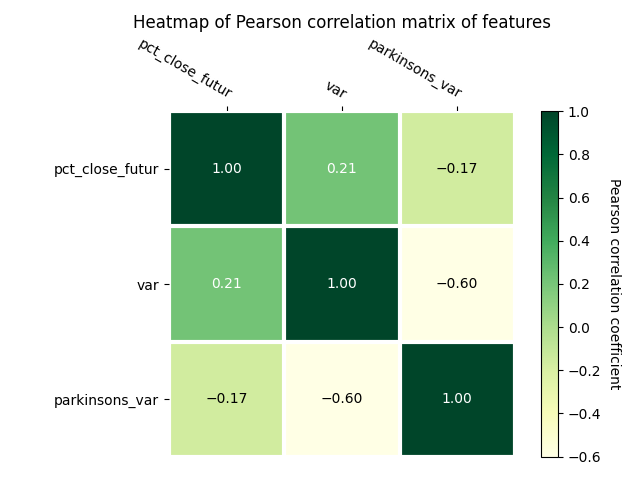 Heatmap of Pearson correlation matrix of features
pct_close_futur
var
parkinsons_var
pct_close_futur
1.00
0.21
−0.17
var
0.21
1.00
−0.60
parkinsons_var
−0.17
−0.60
1.00
1.0
0.8
0.6
0.4
0.2
0.0
−0.2
−0.4
−0.6
Pearson correlation coefficient